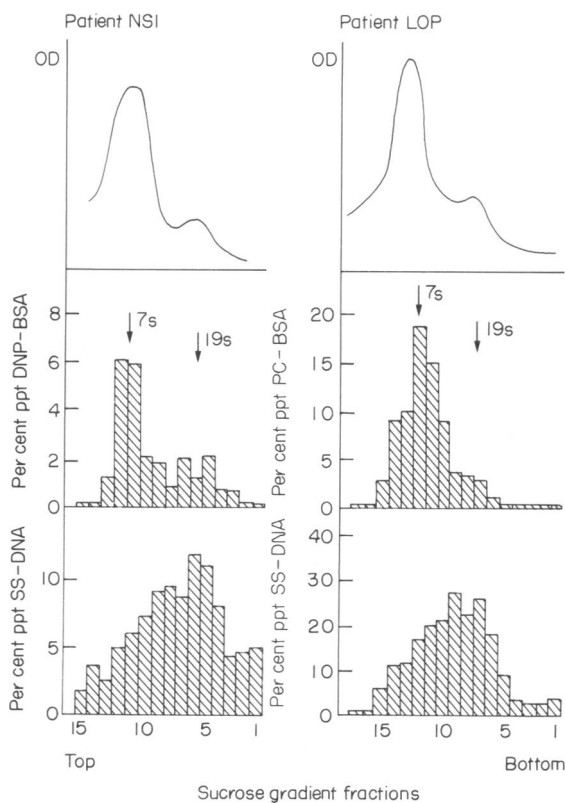 Patient NSI
Patient LOP
OD
OD
Per cent ppt DNP-BSA
8
6
4
2
0
7s
19s
Per cent ppt PC-BSA
20
15
10
5
0
7s
19s
Per cent ppt SS-DNA
10
5
0
15 10 5 1
Top
Per cent ppt SS-DNA
40
30
20
10
0
15 10 5 1
Bottom
Sucrose gradient fractions